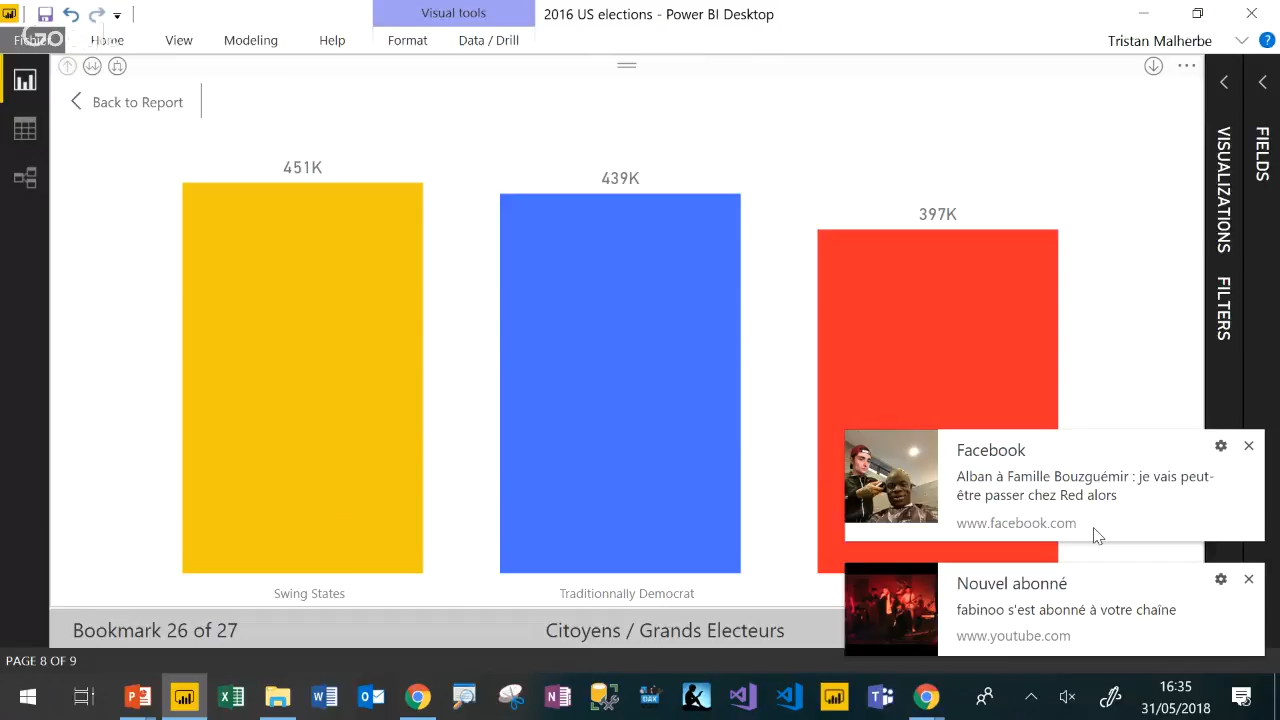 Visual tools
2016 US elections - Power BI Desktop
Go
Home
View
Modeling
Help
Format
Data / Drill
Tristan Malherbe
Back to Report
451K
439K
397K
VISUALIZATIONS
FILTERS
FIELDS
Facebook
Alban à Famille Bouzguémir : je vais peut-
être passer chez Red alors
www.facebook.com
Nouvel abonné
fabinoo s'est abonné à votre chaîne
www.youtube.com
Swing States
Traditionnally Democrat
Bookmark 26 of 27
Citoyens / Grands Electeurs
PAGE 8 OF 9
16:35
31/05/2018